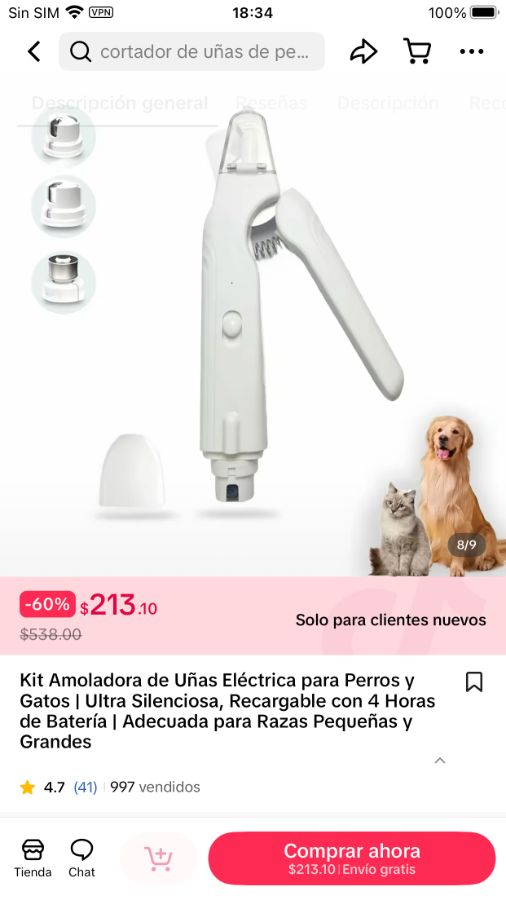 Sin SIM VPN 18:34 100%
cortador de uñas de pe...
Descripción general Reseñas Descripción
8/9
-60% $213.10
$538.00
Solo para clientes nuevos
Kit Amoladora de Uñas Eléctrica para Perros y
Gatos | Ultra Silenciosa, Recargable con 4 Horas
de Batería | Adecuada para Razas Pequeñas y
Grandes
4.7 (41) 997 vendidos
Tienda
Chat
Comprar ahora
$213.10 | Envío gratis